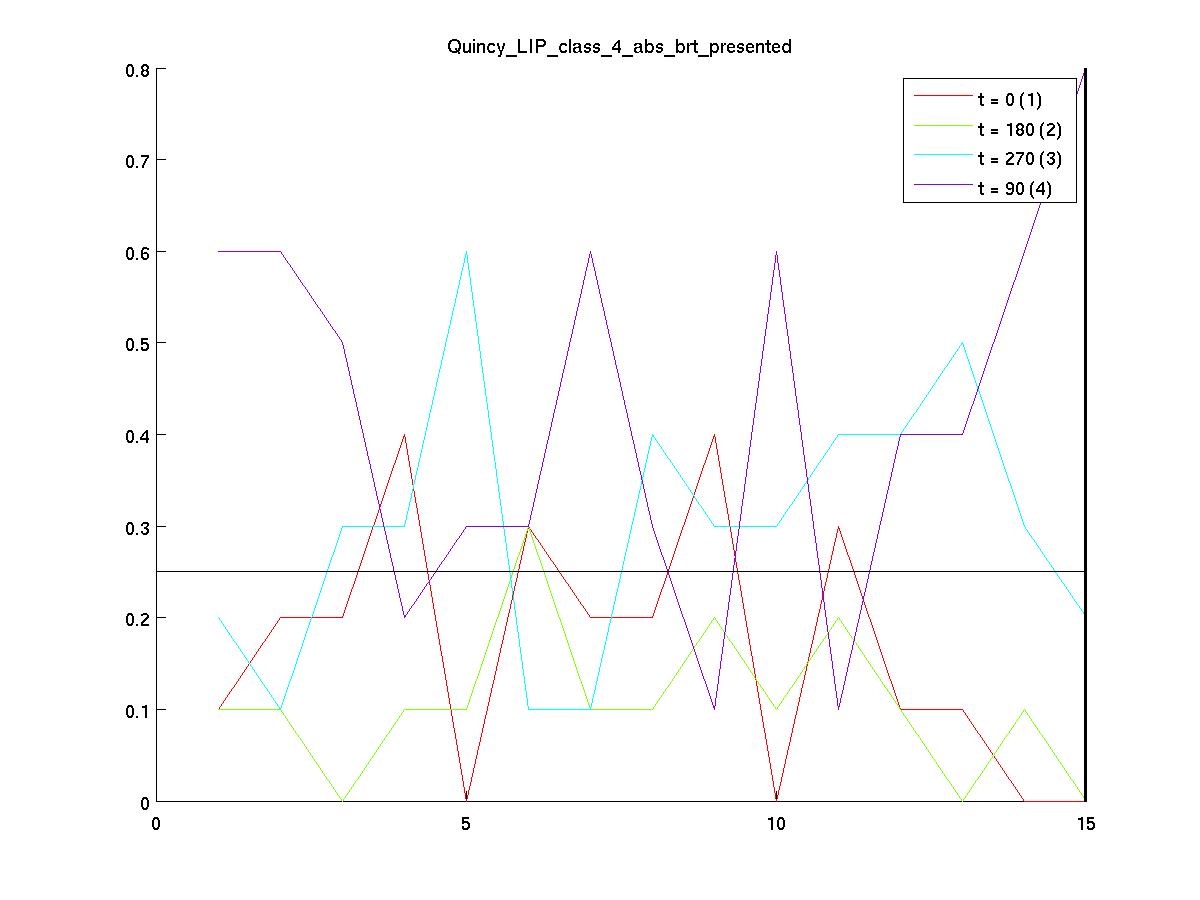 Quincy_LIP_class_4_abs_brt_presented
0.8
0.7
0.6
0.5
0.4
0.3
0.2
0.1
0
t = 0 (1)
t = 180 (2)
t = 270 (3)
t = 90 (4)
0 5 10 15